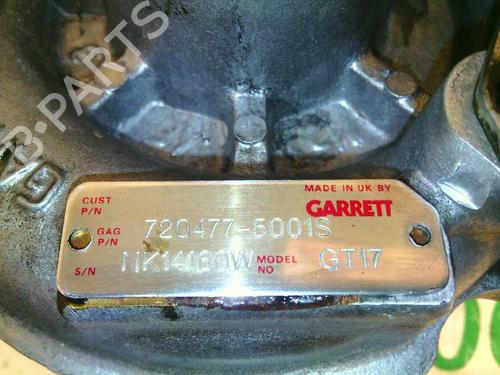 B-PARTS
CUST P/N
MADE IN UK BY
GARRETT
GAG P/N 720477-5001S
S/N NK14160W MODEL NO GT17